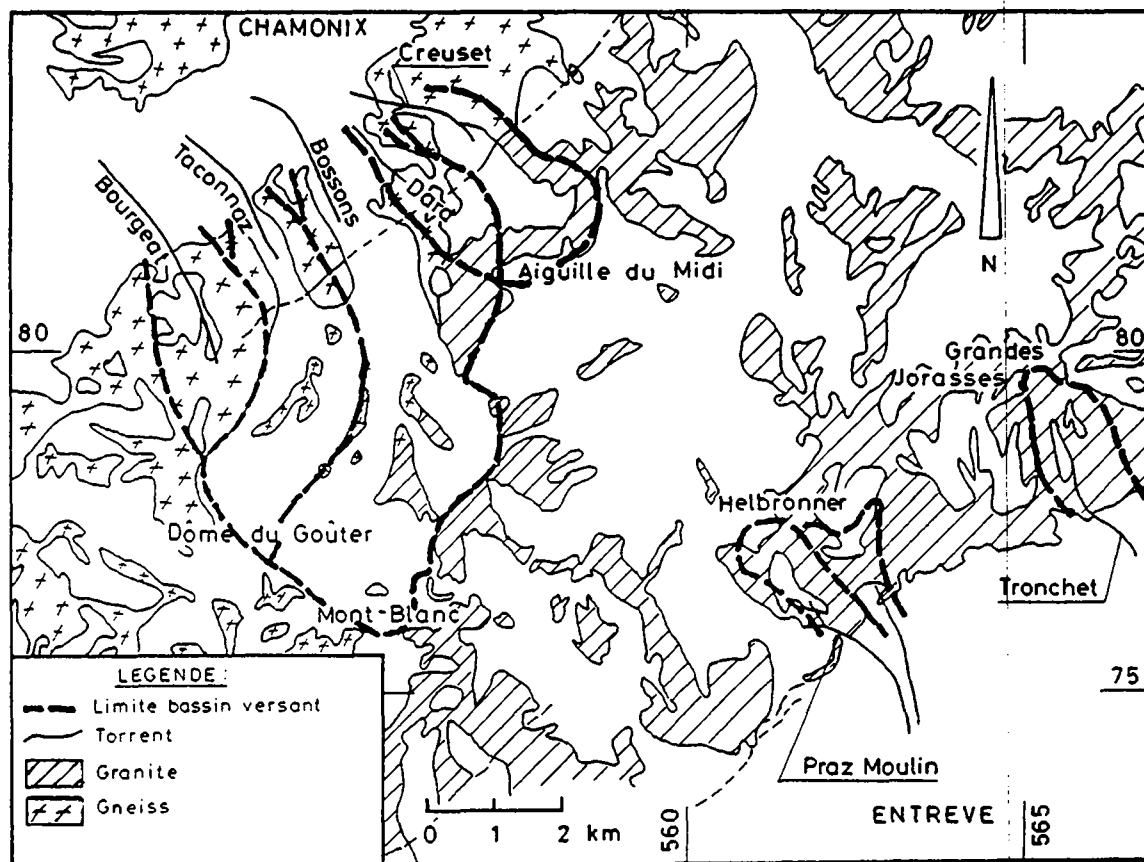 CHAMONIX
Creuset
Bossons
Taconnaz
Bourgeat
Dard
Aiguille du Midi
N
80
80
Grandes
Jorasses
Helbronner
Dôme du Goûter
Tronchet
Mont-Blanc
LEGENDE:
Limite bassin versant
Torrent
Granite
Gneiss
75
Praz Moulin
0 1 2 km
560
ENTREVE
565